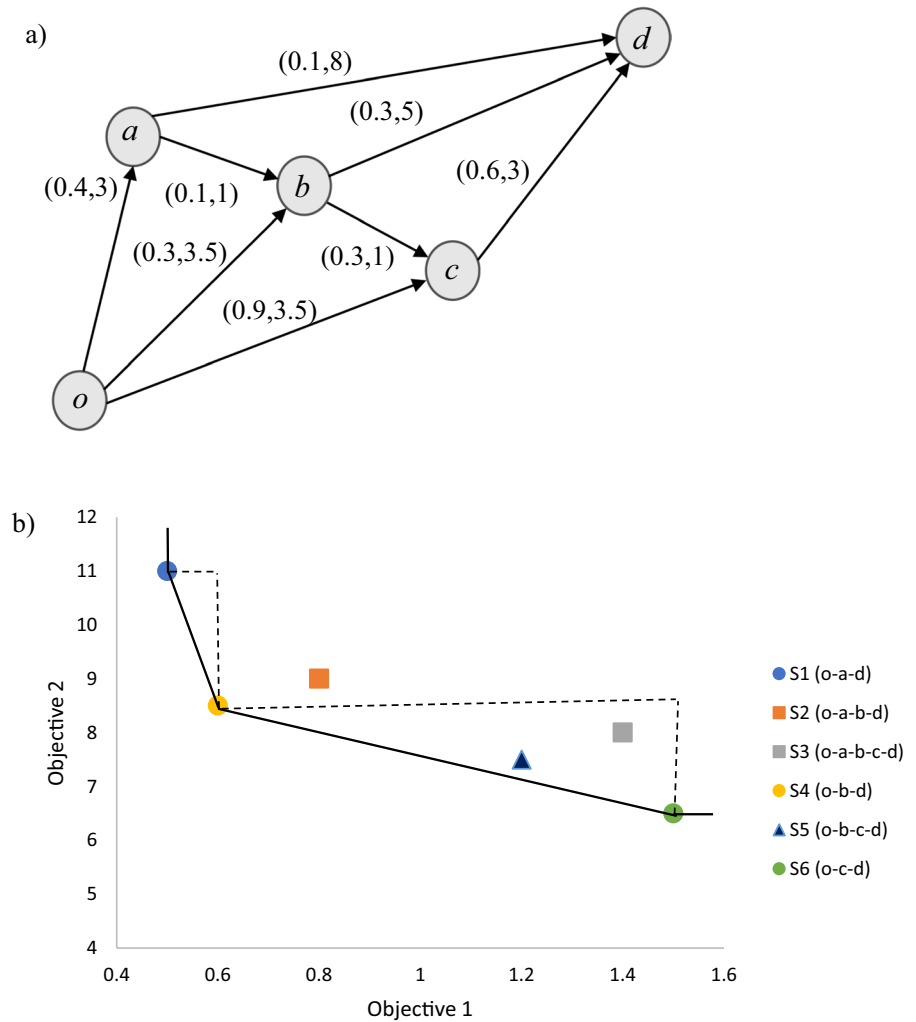 a)
d
(0.1,8)
(0.3,5)
a
(0.6,3)
(0.4,3)
(0.1,1)
b
(0.3,3.5)
(0.3,1)
c
(0.9,3.5)
o
b)
12
11
10
9
8
7
6
5
4
Objective 2
0.4 0.6 0.8 1 1.2 1.4 1.6
Objective 1
S1 (o-a-d)
S2 (o-a-b-d)
S3 (o-a-b-c-d)
S4 (o-b-d)
S5 (o-b-c-d)
S6 (o-c-d)